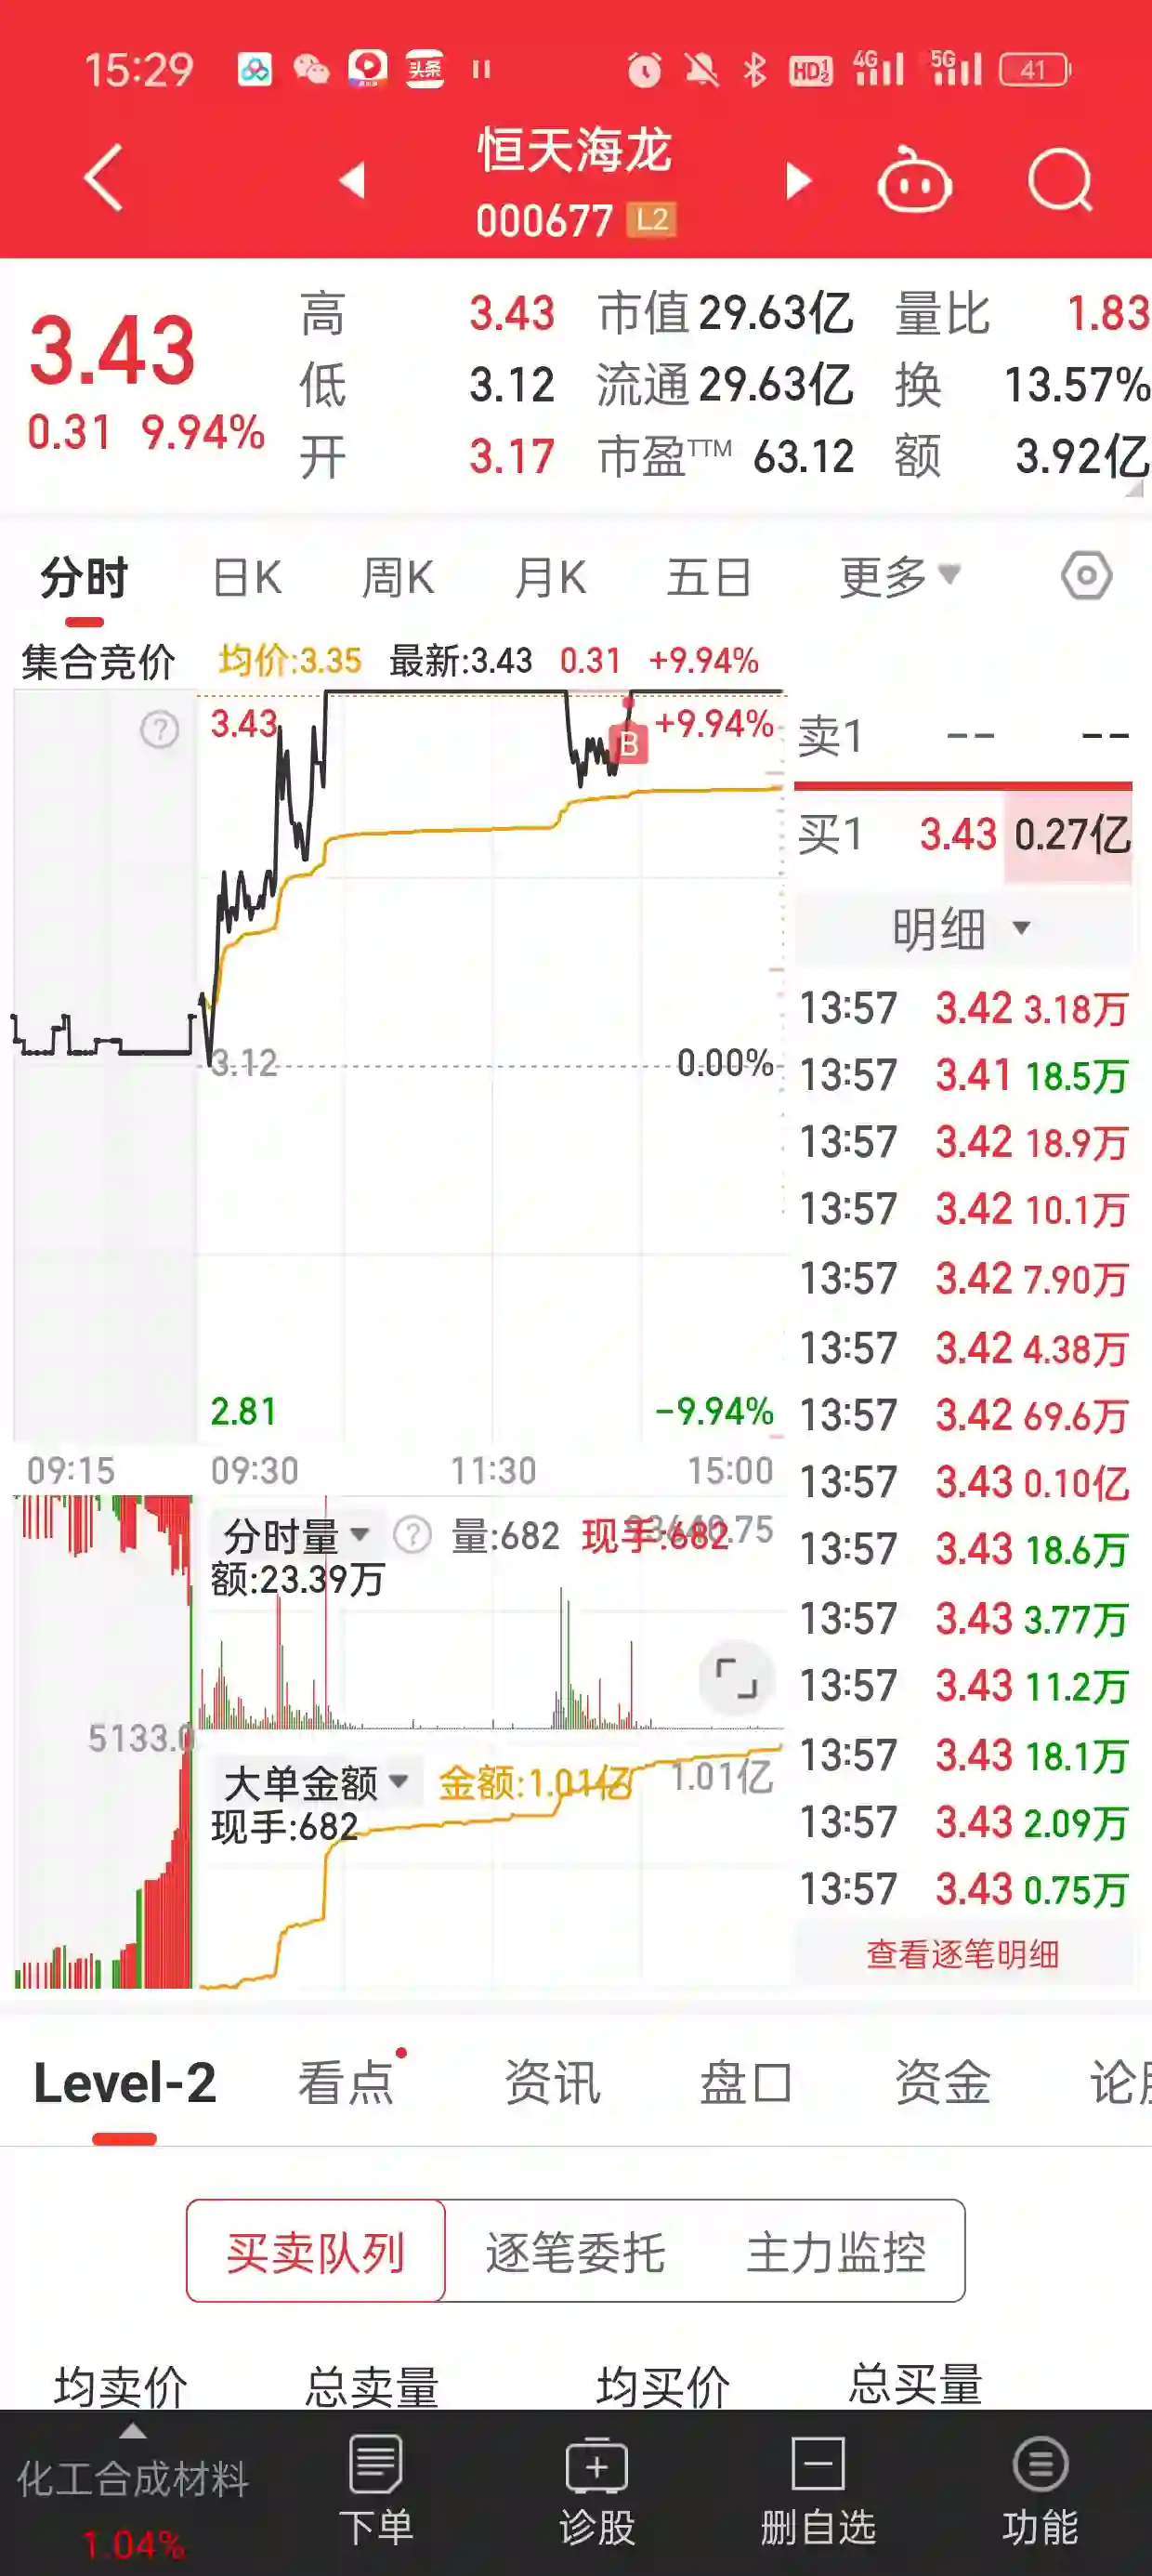 15:29 头条 HD 1 2 4G 5G 41
恒天海龙
000677 L2
3.43
0.31 9.94%
高 3.43 市值 29.63亿 量比 1.83
低 3.12 流通 29.63亿 换 13.57%
开 3.17 市盈TTM 63.12 额 3.92亿
分时 日K 周K 月K 五日 更多
集合竞价 均价:3.35 最新:3.43 0.31 +9.94%
3.43 +9.94%
B
3.12 0.00%
2.81 -9.94%
09:15 09:30 11:30 15:00
卖1 -- --
买1 3.43 0.27亿
明细
13:57 3.42 3.18万
13:57 3.41 18.5万
13:57 3.42 18.9万
13:57 3.42 10.1万
13:57 3.42 7.90万
13:57 3.42 4.38万
13:57 3.42 69.6万
13:57 3.43 0.10亿
13:57 3.43 18.6万
13:57 3.43 3.77万
13:57 3.43 11.2万
13:57 3.43 18.1万
13:57 3.43 2.09万
13:57 3.43 0.75万
查看逐笔明细
分时量 ? 量:682 现手:682
额:23.39万
5133.0
大单金额 金额:1.01亿 1.01亿
现手:682
Level-2 看点 资讯 盘口 资金 论
买卖队列 逐笔委托 主力监控
均卖价 总卖量 均买价 总买量
化工合成材料
1.04%
下单 诊股 删自选 功能